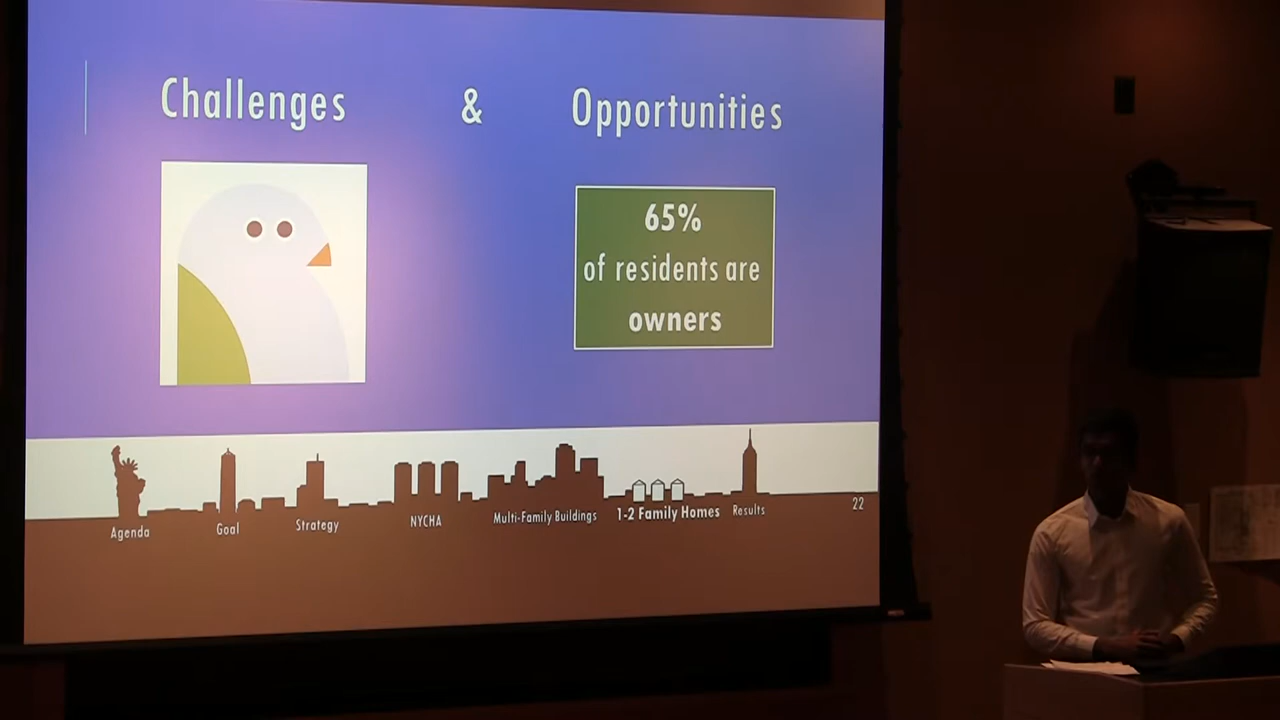 Challenges & Opportunities
65%
of residents are
owners
Agenda Goal Strategy NYCHA Multi-Family Buildings 1-2 Family Homes Results 22